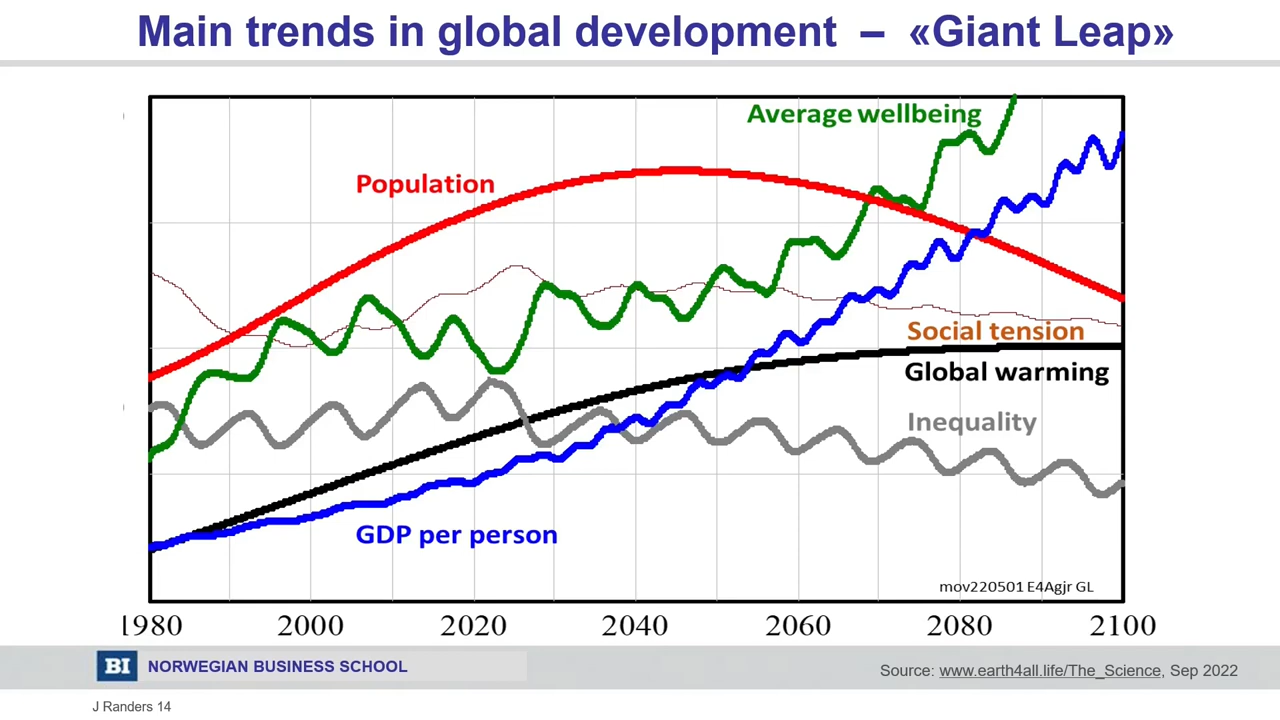 Main trends in global development – «Giant Leap»
Average wellbeing
Population
Social tension
Global warming
Inequality
GDP per person
mov220501 E4Agjr GL
1980 2000 2020 2040 2060 2080 2100
BI NORWEGIAN BUSINESS SCHOOL
Source: www.earth4all.life/The_Science, Sep 2022
J Randers 14